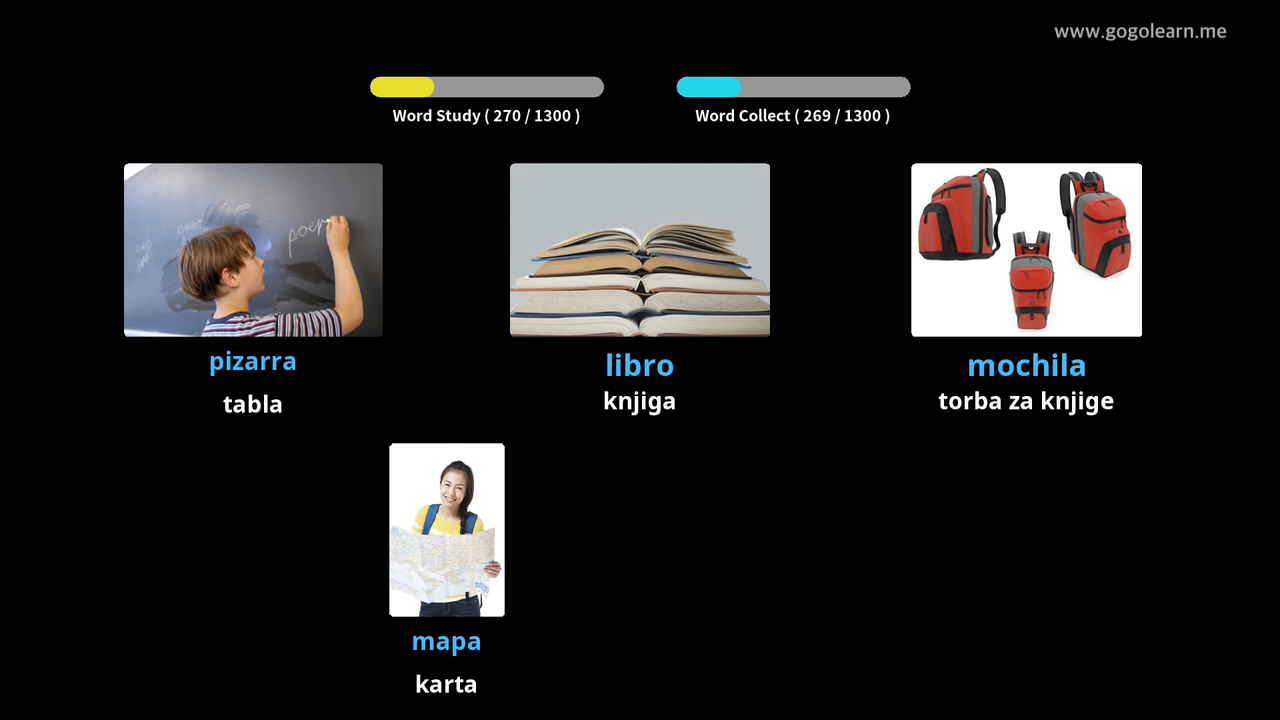 www.gogolearn.me
Word Study ( 270 / 1300 )
Word Collect ( 269 / 1300 )
poem
pizarra
tabla
libro
knjiga
mochila
torba za knjige
mapa
karta